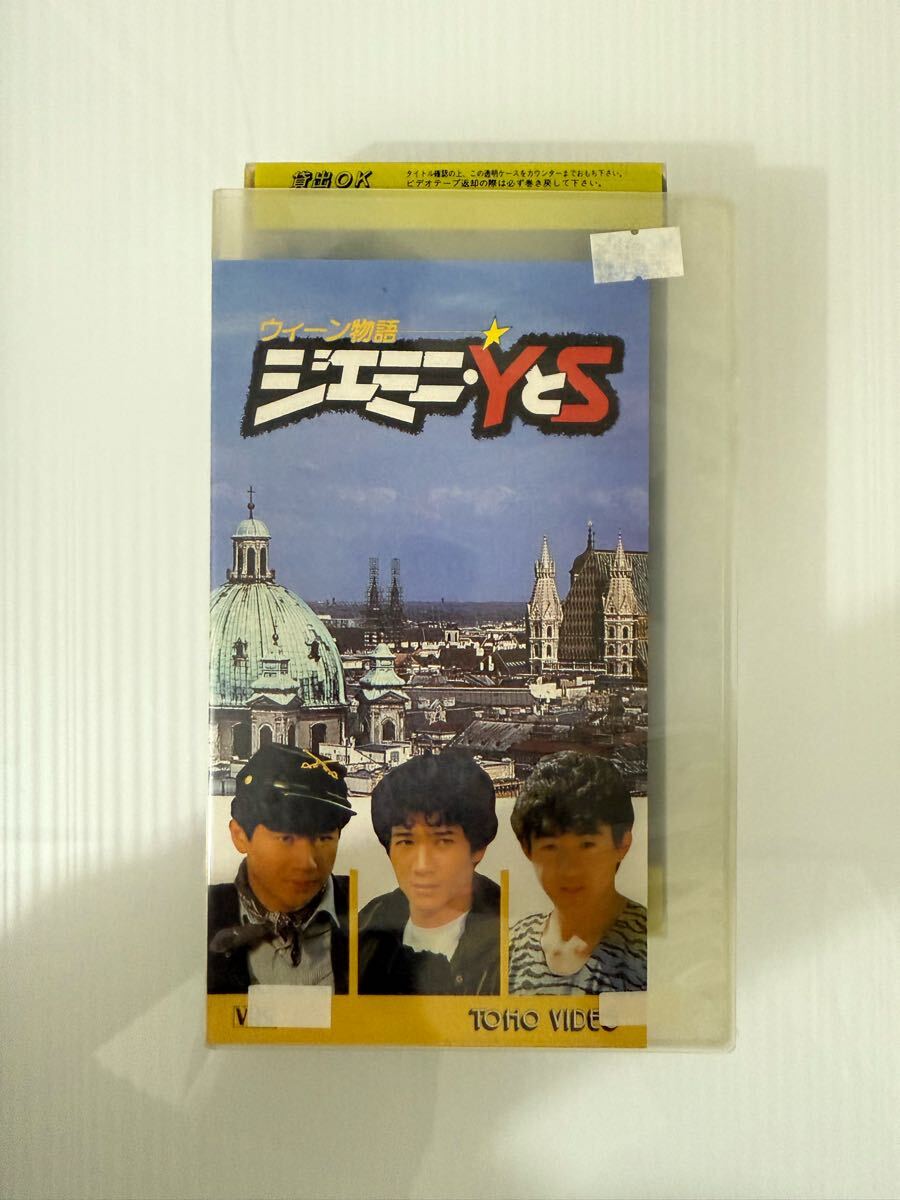 貸出OK
タイトル確認の上、この透明ケースをカウンターまでおもち下さい。
ビデオテープ返却の際は必ず巻き戻して下さい。
ウィーン物語
ジェミニ・YとS
TOHO VIDEO